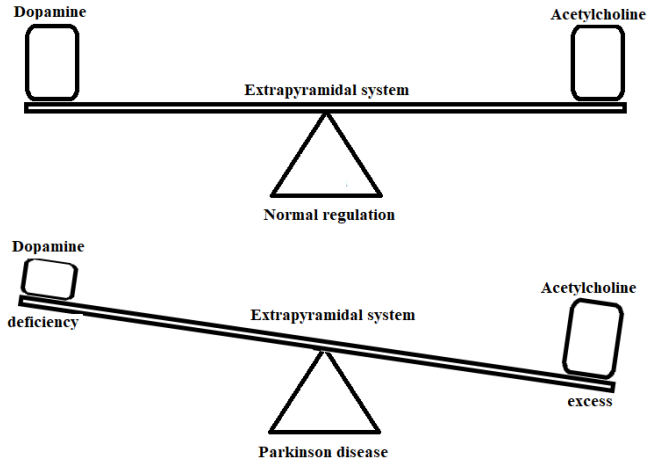 Dopamine
Acetylcholine
Extrapyramidal system
Normal regulation
Dopamine
Acetylcholine
deficiency
Extrapyramidal system
excess
Parkinson disease